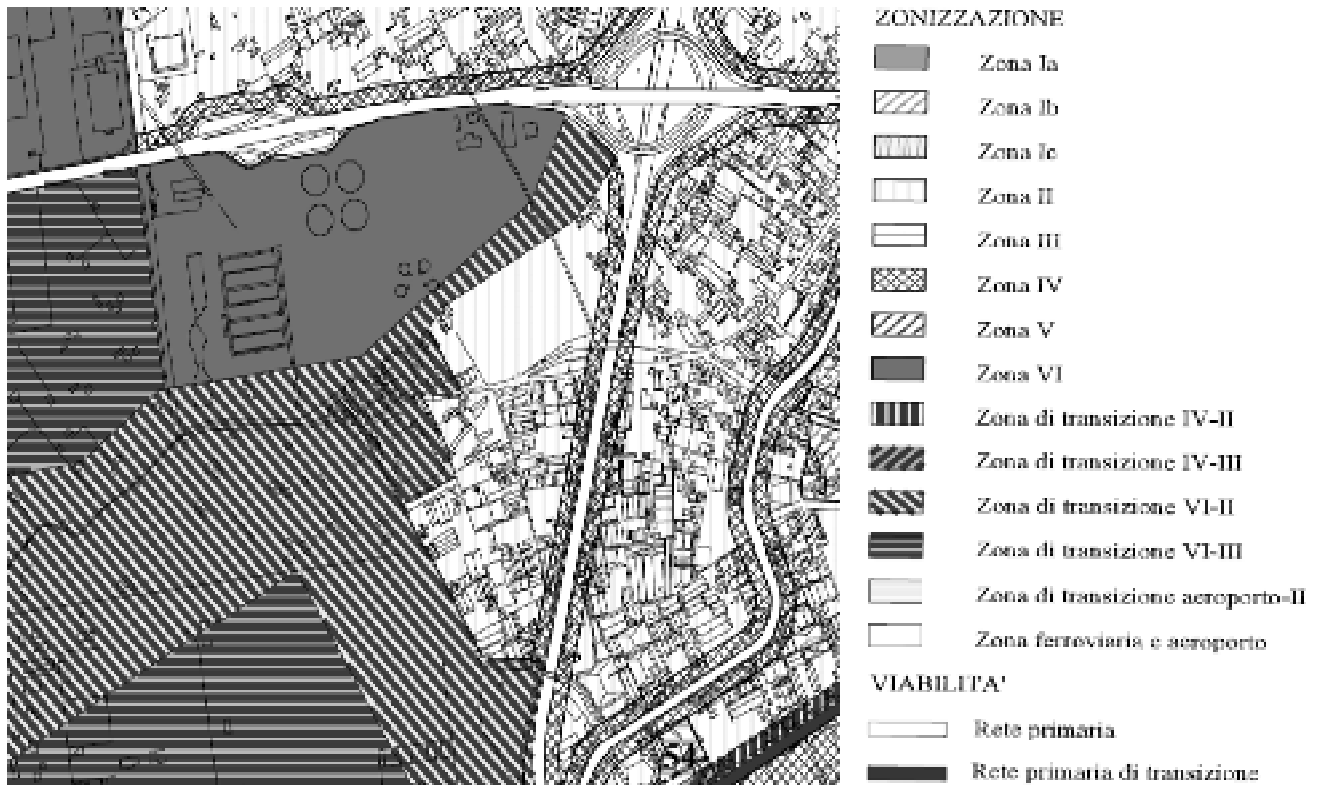 ZONIZZAZIONE
Zona Ia
Zona Ib
Zona Ic
Zona II
Zona III
Zona IV
Zona V
Zona VI
Zona di transizione IV-II
Zona di transizione IV-III
Zona di transizione VI-II
Zona di transizione VI-III
Zona di transizione aeroporto-II
Zona ferroviaria e aeroporto
VIABILITA'
Rete primaria
Rete primaria di transizione